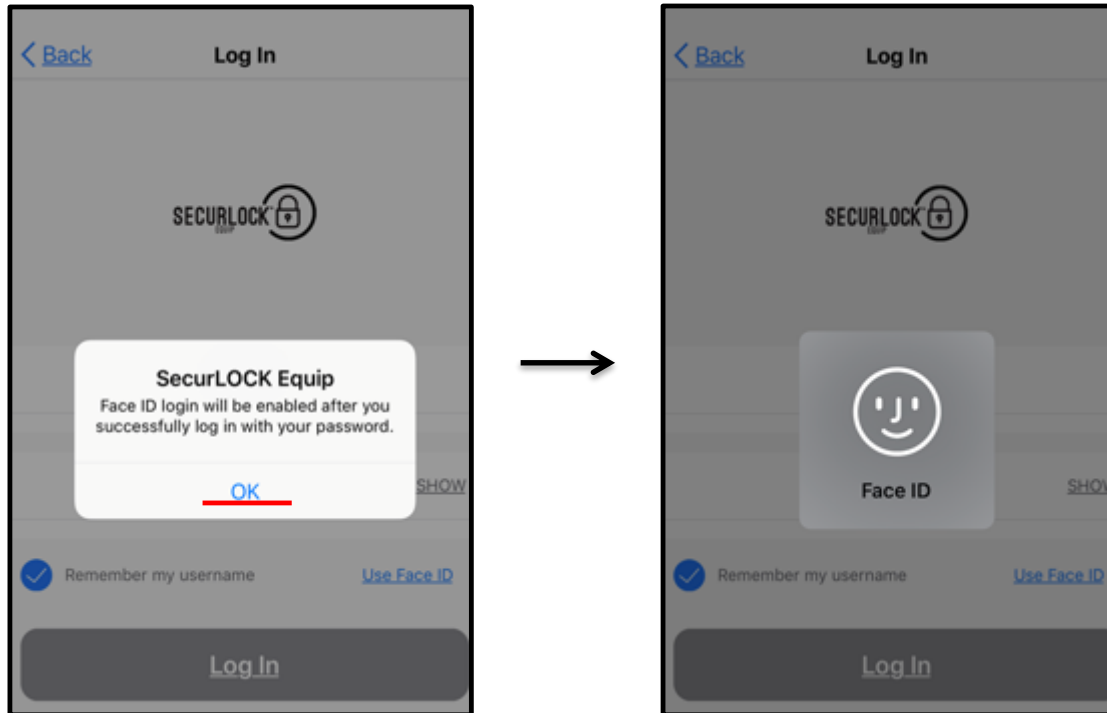 Back
Log In
SECURLOCK
EQUIP
SecurLOCK Equip
Face ID login will be enabled after you
successfully log in with your password.
OK
SHOW
Remember my username
Use Face ID
Log In
Back
Log In
SECURLOCK
EQUIP
Face ID
SHOW
Remember my username
Use Face ID
Log In